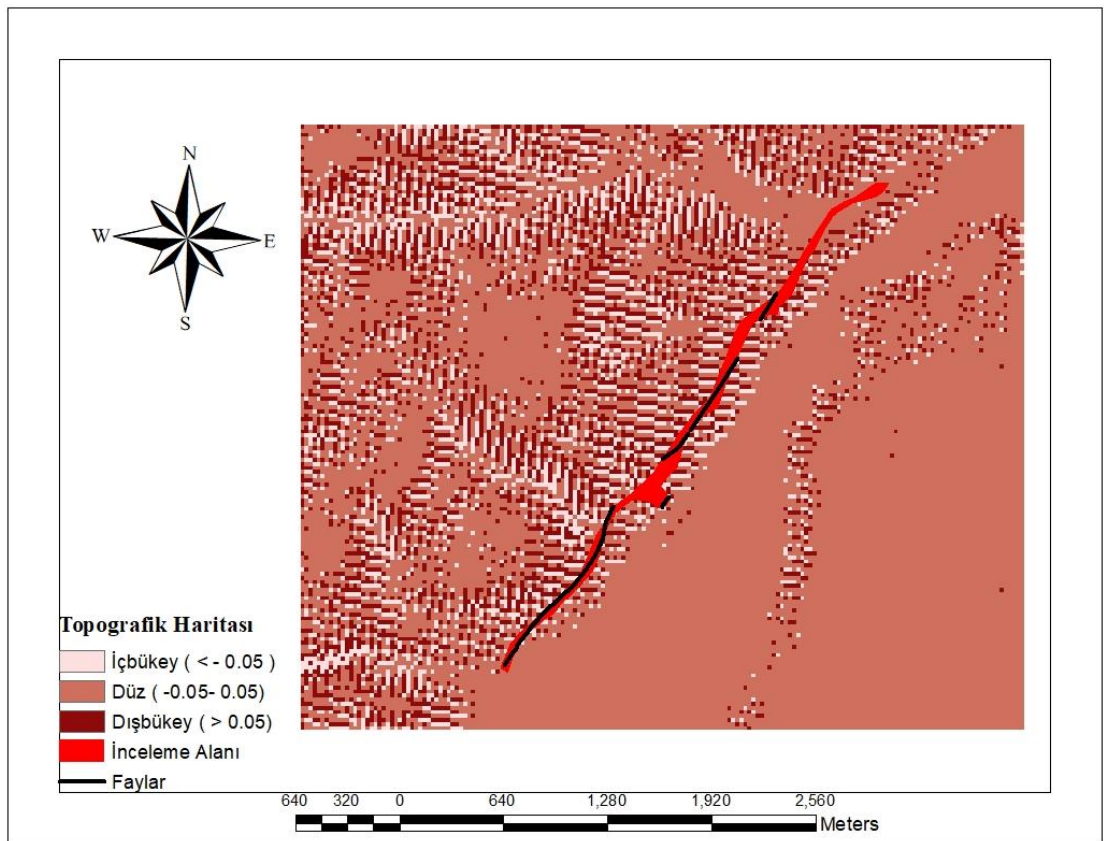 N
W
E
S
Topografik Haritası
İçbükey ( < - 0.05 )
Düz ( -0.05- 0.05)
Dışbükey ( > 0.05)
İnceleme Alanı
Faylar
640 320 0 640 1,280 1,920 2,560
Meters